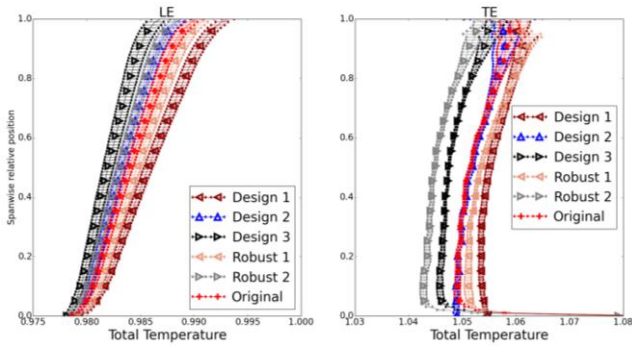 LE
TE
1.0
0.8
0.6
0.4
0.2
0.0
Spanwise relative position
0.975 0.980 0.985 0.990 0.995 1.000
Total Temperature
Design 1
Design 2
Design 3
Robust 1
Robust 2
Original
1.0
0.8
0.6
0.4
0.2
0.0
1.03 1.04 1.05 1.06 1.07 1.08
Total Temperature
Design 1
Design 2
Design 3
Robust 1
Robust 2
Original